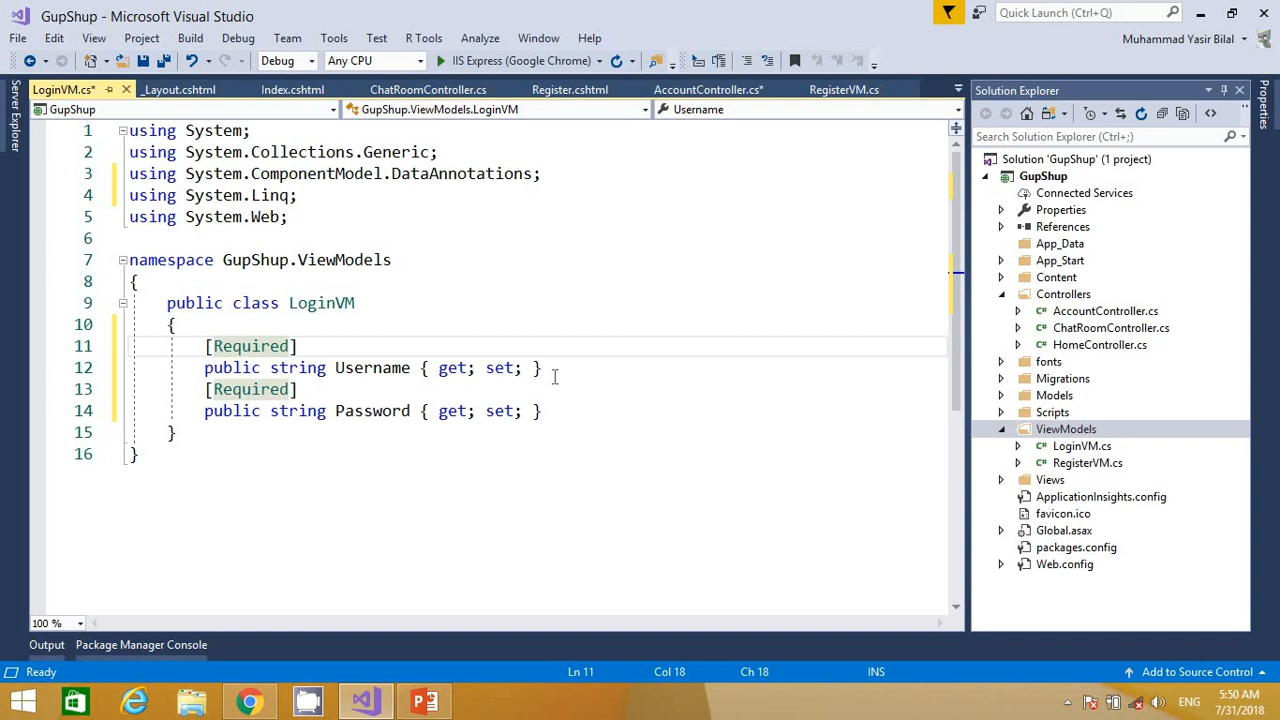 GupShup - Microsoft Visual Studio
Quick Launch (Ctrl+Q)
File Edit View Project Build Debug Team Tools Test R Tools Analyze Window Help
Muhammad Yasir Bilal
Debug Any CPU IIS Express (Google Chrome)
Server Explorer
LoginVM.cs* _Layout.cshtml Index.cshtml ChatRoomController.cs Register.cshtml AccountController.cs* RegisterVM.cs
GupShup GupShup.ViewModels.LoginVM Username
1 using System;
2 using System.Collections.Generic;
3 using System.ComponentModel.DataAnnotations;
4 using System.Linq;
5 using System.Web;
6
7 namespace GupShup.ViewModels
8 {
9 public class LoginVM
10 {
11 [Required]
12 public string Username { get; set; }
13 [Required]
14 public string Password { get; set; }
15 }
16 }
100 %
Solution Explorer
Search Solution Explorer (Ctrl+;)
Solution 'GupShup' (1 project)
GupShup
Connected Services
Properties
References
App_Data
App_Start
Content
Controllers
C# AccountController.cs
C# ChatRoomController.cs
C# HomeController.cs
fonts
Migrations
Models
Scripts
ViewModels
C# LoginVM.cs
C# RegisterVM.cs
Views
ApplicationInsights.config
favicon.ico
Global.asax
packages.config
Web.config
Properties
Output Package Manager Console
Ready Ln 11 Col 18 Ch 18 INS Add to Source Control
ENG
5:50 AM
7/31/2018